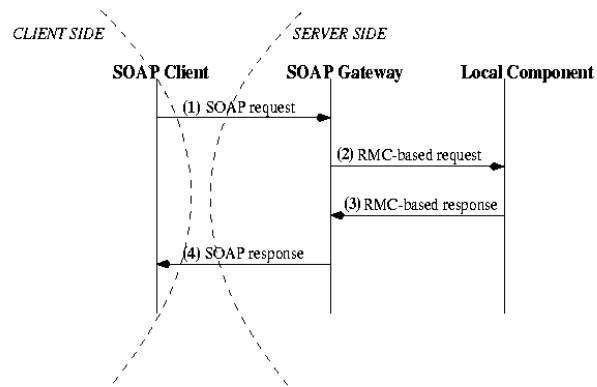 CLIENT SIDE
SERVER SIDE
SOAP Client
SOAP Gateway
Local Component
(1) SOAP request
(2) RMC-based request
(3) RMC-based response
(4) SOAP response